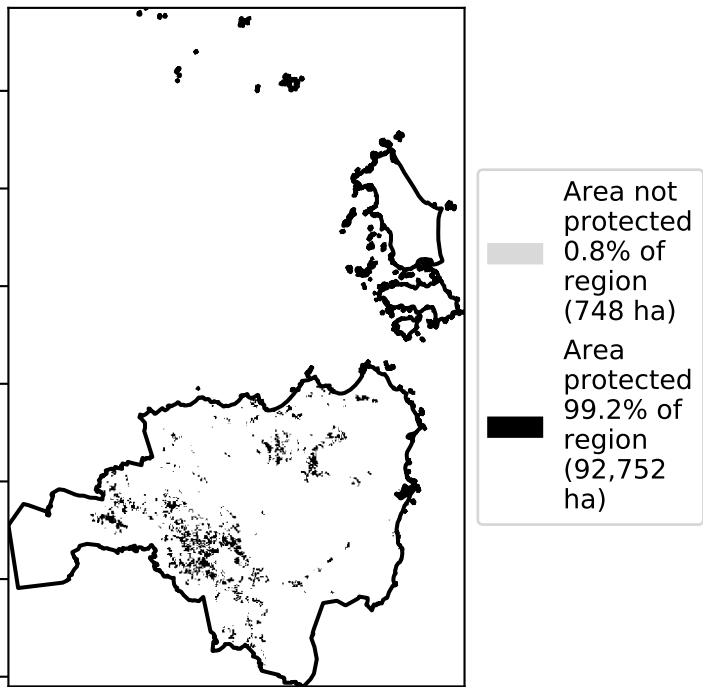 Area not
protected
0.8% of
region
(748 ha)
Area
protected
99.2% of
region
(92,752
ha)